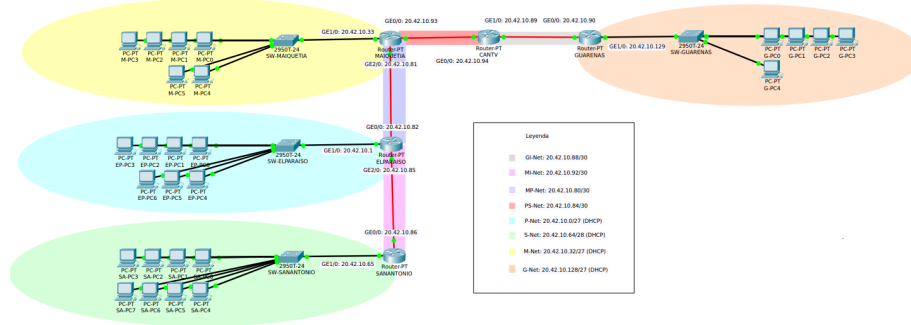 GE0/0: 20.42.10.93
GE1/0: 20.42.10.89
GE0/0: 20.42.10.90
GE1/0: 20.42.10.33
PC-PT
M-PC3
PC-PT
M-PC2
PC-PT
M-PC1
PC-PT
M-PC0
2950T-24
SW-MAIQUETIA
Router-PT
MAIQUETIA
Router-PT
CANTV
Router-PT
GUARENAS
GE1/0: 20.42.10.129
2950T-24
SW-GUARENAS
PC-PT
G-PC0
PC-PT
G-PC1
PC-PT
G-PC2
PC-PT
G-PC3
GE0/0: 20.42.10.94
GE2/0: 20.42.10.81
PC-PT
M-PC5
PC-PT
M-PC4
PC-PT
G-PC4
GE0/0: 20.42.10.82
Leyenda
GI-Net: 20.42.10.88/30
MI-Net: 20.42.10.92/30
MP-Net: 20.42.10.80/30
PS-Net: 20.42.10.84/30
P-Net: 20.42.10.0/27 (DHCP)
S-Net: 20.42.10.64/28 (DHCP)
M-Net: 20.42.10.32/27 (DHCP)
G-Net: 20.42.10.128/27 (DHCP)
PC-PT
EP-PC3
PC-PT
EP-PC2
PC-PT
EP-PC1
PC-PT
2950T-24
SW-ELPARAISO
GE1/0: 20.42.10.1
Router-PT
ELPARAISO
GE2/0: 20.42.10.85
PC-PT
EP-PC6
PC-PT
EP-PC5
PC-PT
EP-PC4
GE0/0: 20.42.10.86
PC-PT
SA-PC3
PC-PT
SA-PC2
PC-PT
SA-PC1
PC-PT
2950T-24
SW-SANANTONIO
GE1/0: 20.42.10.65
Router-PT
SANANTONIO
PC-PT
SA-PC7
PC-PT
SA-PC6
PC-PT
SA-PC5
PC-PT
SA-PC4